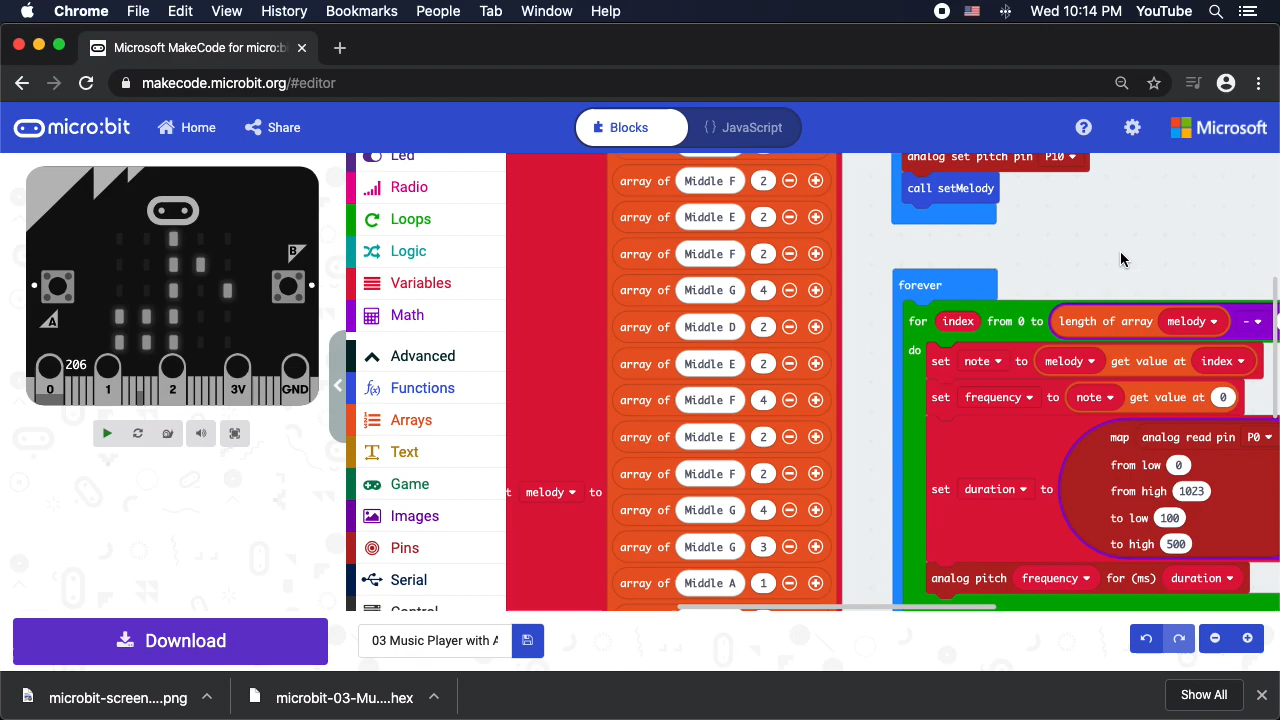 Chrome File Edit View History Bookmarks People Tab Window Help Wed 10:14 PM YouTube
Microsoft MakeCode for micro:b
makecode.microbit.org/#editor
micro:bit Home Share Blocks {} JavaScript Microsoft
Led
Radio
Loops
Logic
Variables
Math
Advanced
Functions
Arrays
Text
Game
Images
Pins
Serial
Control
B
A
206
0 1 2 3V GND
melody to
array of Middle F 2
array of Middle E 2
array of Middle F 2
array of Middle G 4
array of Middle D 2
array of Middle E 2
array of Middle F 4
array of Middle E 2
array of Middle F 2
array of Middle G 4
array of Middle G 3
array of Middle A 1
analog set pitch pin P10
call setMelody
forever
for index from 0 to length of array melody -
do
set note to melody get value at index
set frequency to note get value at 0
set duration to
map analog read pin P0
from low 0
from high 1023
to low 100
to high 500
analog pitch frequency for (ms) duration
Download
03 Music Player with A
microbit-screen....png
microbit-03-Mu....hex
Show All